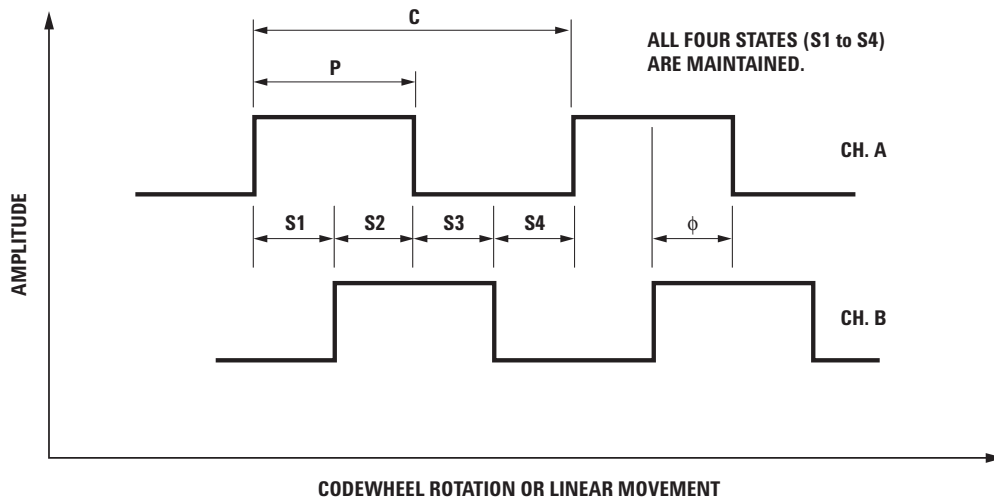 C
ALL FOUR STATES (S1 to S4)
ARE MAINTAINED.
P
CH. A
AMPLITUDE
S1 S2 S3 S4 ϕ
CH. B
CODEWHEEL ROTATION OR LINEAR MOVEMENT